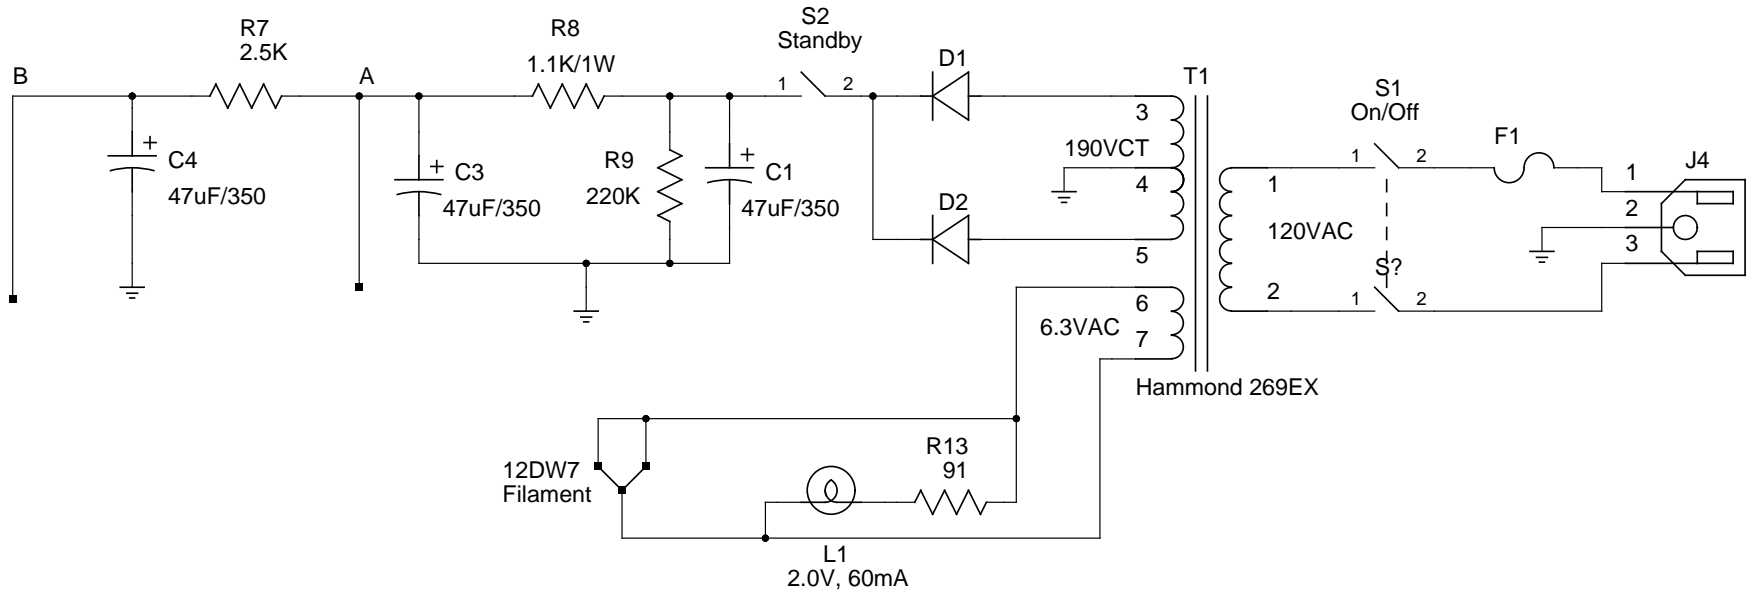 R7
2.5K
R8
1.1K/1W
S2
Standby
D1
T1
S1
On/Off
F1
J4
B
A
1
2
3
190VCT
4
5
D2
C4
47uF/350
C3
47uF/350
R9
220K
C1
47uF/350
1
120VAC
2
1
2
S?
1
2
1
2
3
6
6.3VAC
7
Hammond 269EX
12DW7
Filament
R13
91
L1
2.0V, 60mA
+
+
+